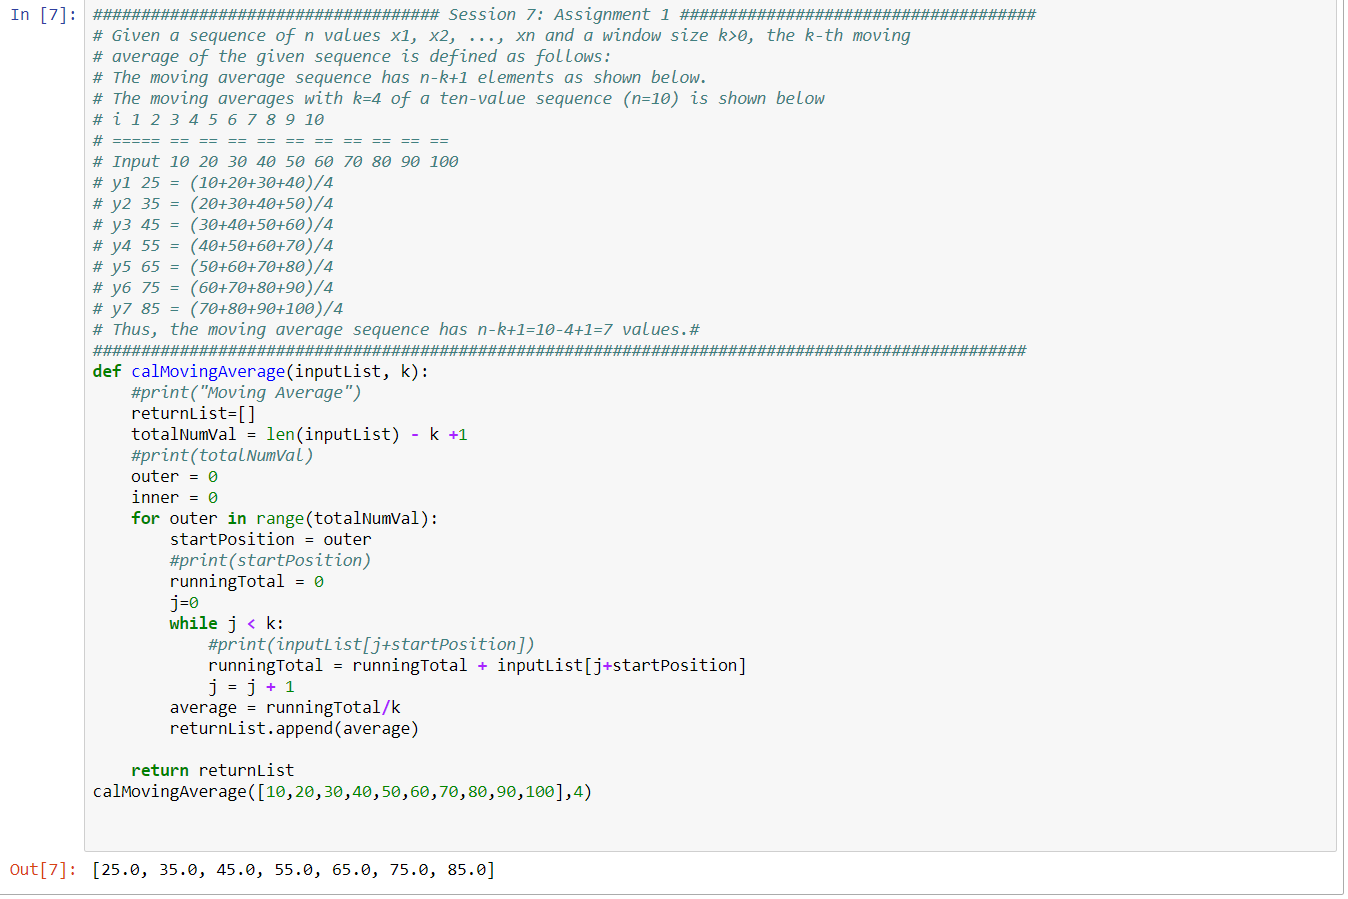 In [7]: #################################### Session 7: Assignment 1 #####################################
# Given a sequence of n values x1, x2, ..., xn and a window size k>0, the k-th moving
# average of the given sequence is defined as follows:
# The moving average sequence has n-k+1 elements as shown below.
# The moving averages with k=4 of a ten-value sequence (n=10) is shown below
# i 1 2 3 4 5 6 7 8 9 10
# ===== == == == == == == == == == ==
# Input 10 20 30 40 50 60 70 80 90 100
# y1 25 = (10+20+30+40)/4
# y2 35 = (20+30+40+50)/4
# y3 45 = (30+40+50+60)/4
# y4 55 = (40+50+60+70)/4
# y5 65 = (50+60+70+80)/4
# y6 75 = (60+70+80+90)/4
# y7 85 = (70+80+90+100)/4
# Thus, the moving average sequence has n-k+1=10-4+1=7 values.#
#################################################################################################
def calMovingAverage(inputList, k):
    #print("Moving Average")
    returnList=[]
    totalNumVal = len(inputList) - k +1
    #print(totalNumVal)
    outer = 0
    inner = 0
    for outer in range(totalNumVal):
        startPosition = outer
        #print(startPosition)
        runningTotal = 0
        j=0
        while j < k:
            #print(inputList[j+startPosition])
            runningTotal = runningTotal + inputList[j+startPosition]
            j = j + 1
        average = runningTotal/k
        returnList.append(average)
    return returnList
calMovingAverage([10,20,30,40,50,60,70,80,90,100],4)
Out[7]: [25.0, 35.0, 45.0, 55.0, 65.0, 75.0, 85.0]